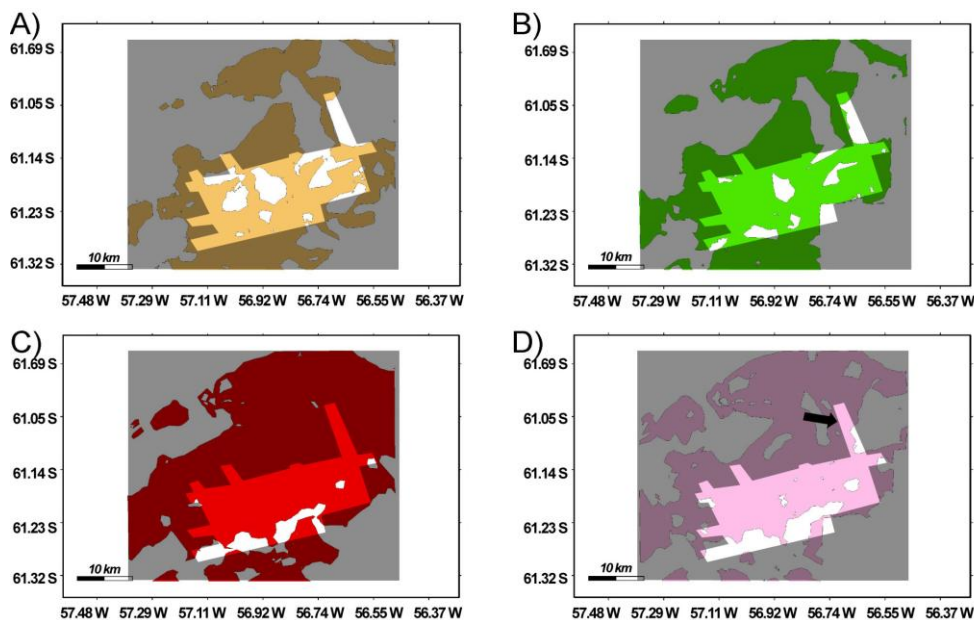 A)
61.69 S
61.05 S
61.14 S
61.23 S
61.32 S
10 km
57.48 W 57.29 W 57.11 W 56.92 W 56.74 W 56.55 W 56.37 W
B)
61.69 S
61.05 S
61.14 S
61.23 S
61.32 S
10 km
57.48 W 57.29 W 57.11 W 56.92 W 56.74 W 56.55 W 56.37 W
C)
61.69 S
61.05 S
61.14 S
61.23 S
61.32 S
10 km
57.48 W 57.29 W 57.11 W 56.92 W 56.74 W 56.55 W 56.37 W
D)
61.69 S
61.05 S
61.14 S
61.23 S
61.32 S
10 km
57.48 W 57.29 W 57.11 W 56.92 W 56.74 W 56.55 W 56.37 W